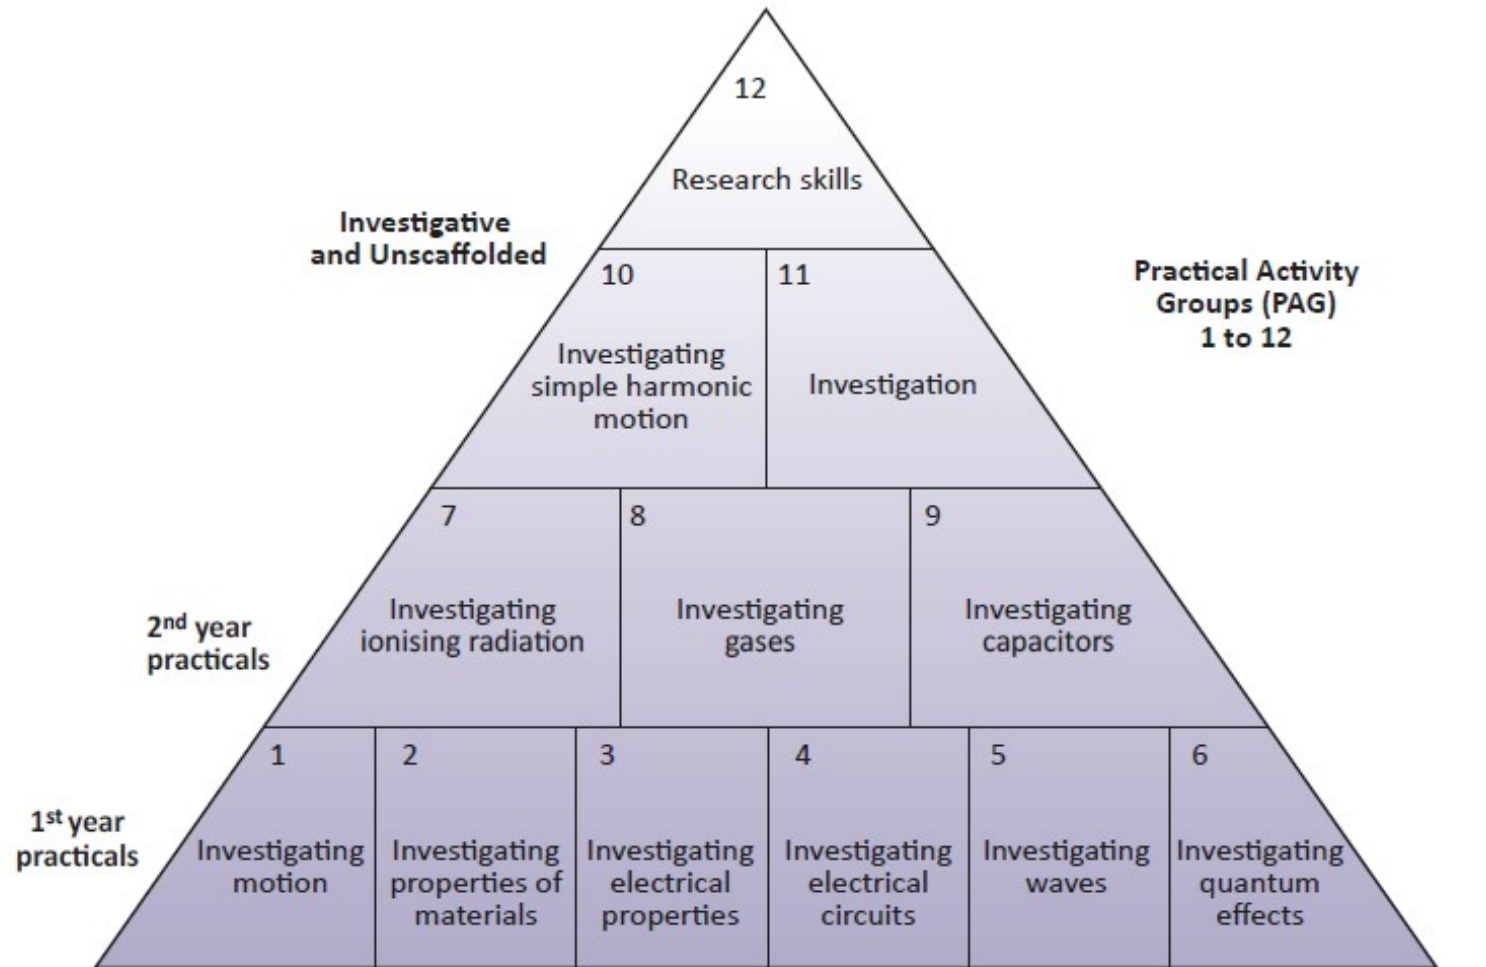 12
Research skills
Investigative
and Unscaffolded
Practical Activity
Groups (PAG)
1 to 12
10
Investigating
simple harmonic
motion
11
Investigation
2nd year
practicals
7
Investigating
ionising radiation
8
Investigating
gases
9
Investigating
capacitors
1st year
practicals
1
Investigating
motion
2
Investigating
properties of
materials
3
Investigating
electrical
properties
4
Investigating
electrical
circuits
5
Investigating
waves
6
Investigating
quantum
effects